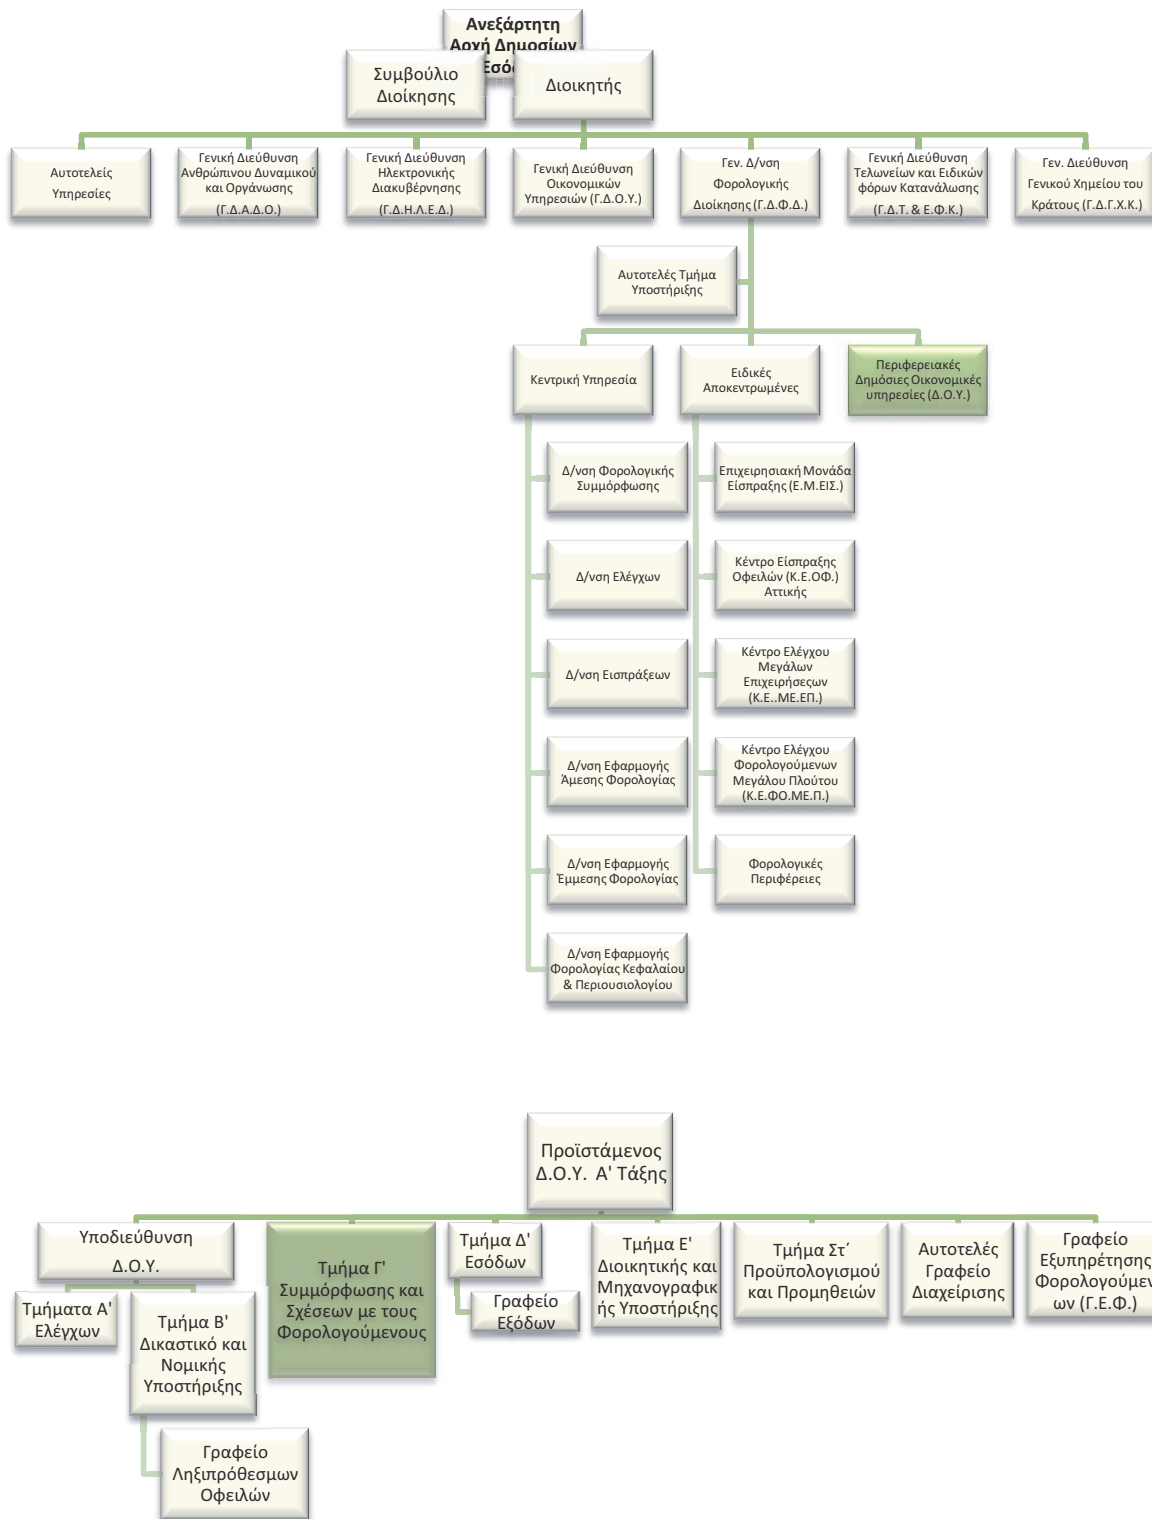 Ανεξάρτητη
Αρχή Δημοσίων
Συμβούλιο
Διοίκησης
Διοικητής
Αυτοτελείς
Υπηρεσίες
Γενική Διεύθυνση
Ανθρώπινου Δυναμικού
και Οργάνωσης
(Γ.Δ.Α.Δ.Ο.)
Γενική Διεύθυνση
Ηλεκτρονικής
Διακυβέρνησης
(Γ.Δ.Η.Λ.Ε.Δ.)
Γενική Διεύθυνση
Οικονομικών
Υπηρεσιών (Γ.Δ.Ο.Υ.)
Γεν. Δ/νση
Φορολογικής
Διοίκησης (Γ.Δ.Φ.Δ.)
Γενική Διεύθυνση
Τελωνείων και Ειδικών
φόρων Κατανάλωσης
(Γ.Δ.Τ. & Ε.Φ.Κ.)
Γεν. Διεύθυνση
Γενικού Χημείου του
Κράτους (Γ.Δ.Γ.Χ.Κ.)
Αυτοτελές Τμήμα
Υποστήριξης
Κεντρική Υπηρεσία
Ειδικές
Αποκεντρωμένες
Περιφερειακές
Δημόσιες Οικονομικές
υπηρεσίες (Δ.Ο.Υ.)
Δ/νση Φορολογικής
Συμμόρφωσης
Δ/νση Ελέγχων
Δ/νση Εισπράξεων
Δ/νση Εφαρμογής
Άμεσης Φορολογίας
Δ/νση Εφαρμογής
Έμμεσης Φορολογίας
Δ/νση Εφαρμογής
Φορολογίας Κεφαλαίου
& Περιουσιολογίου
Επιχειρησιακή Μονάδα
Είσπραξης (Ε.Μ.ΕΙΣ.)
Κέντρο Είσπραξης
Οφειλών (Κ.Ε.ΟΦ.)
Αττικής
Κέντρο Ελέγχου
Μεγάλων
Επιχειρήσεςων
(Κ.Ε..ΜΕ.ΕΠ.)
Κέντρο Ελέγχου
Φορολογούμενων
Μεγάλου Πλούτου
(Κ.Ε.ΦΟ.ΜΕ.Π.)
Φορολογικές
Περιφέρειες
Προϊστάμενος
Δ.Ο.Υ. Α' Τάξης
Υποδιεύθυνση
Δ.Ο.Υ.
Τμήματα Α'
Ελέγχων
Τμήμα Β'
Δικαστικό και
Νομικής
Υποστήριξης
Γραφείο
Ληξιπρόθεσμων
Οφειλών
Τμήμα Γ'
Συμμόρφωσης και
Σχέσεων με τους
Φορολογούμενους
Τμήμα Δ'
Εσόδων
Γραφείο
Εξόδων
Τμήμα Ε'
Διοικητικής και
Μηχανογραφικ
ής Υποστήριξης
Τμήμα Στ΄
Προϋπολογισμού
και Προμηθειών
Αυτοτελές
Γραφείο
Διαχείρισης
Γραφείο
Εξυπηρέτησης
Φορολογούμεν
ων (Γ.Ε.Φ.)